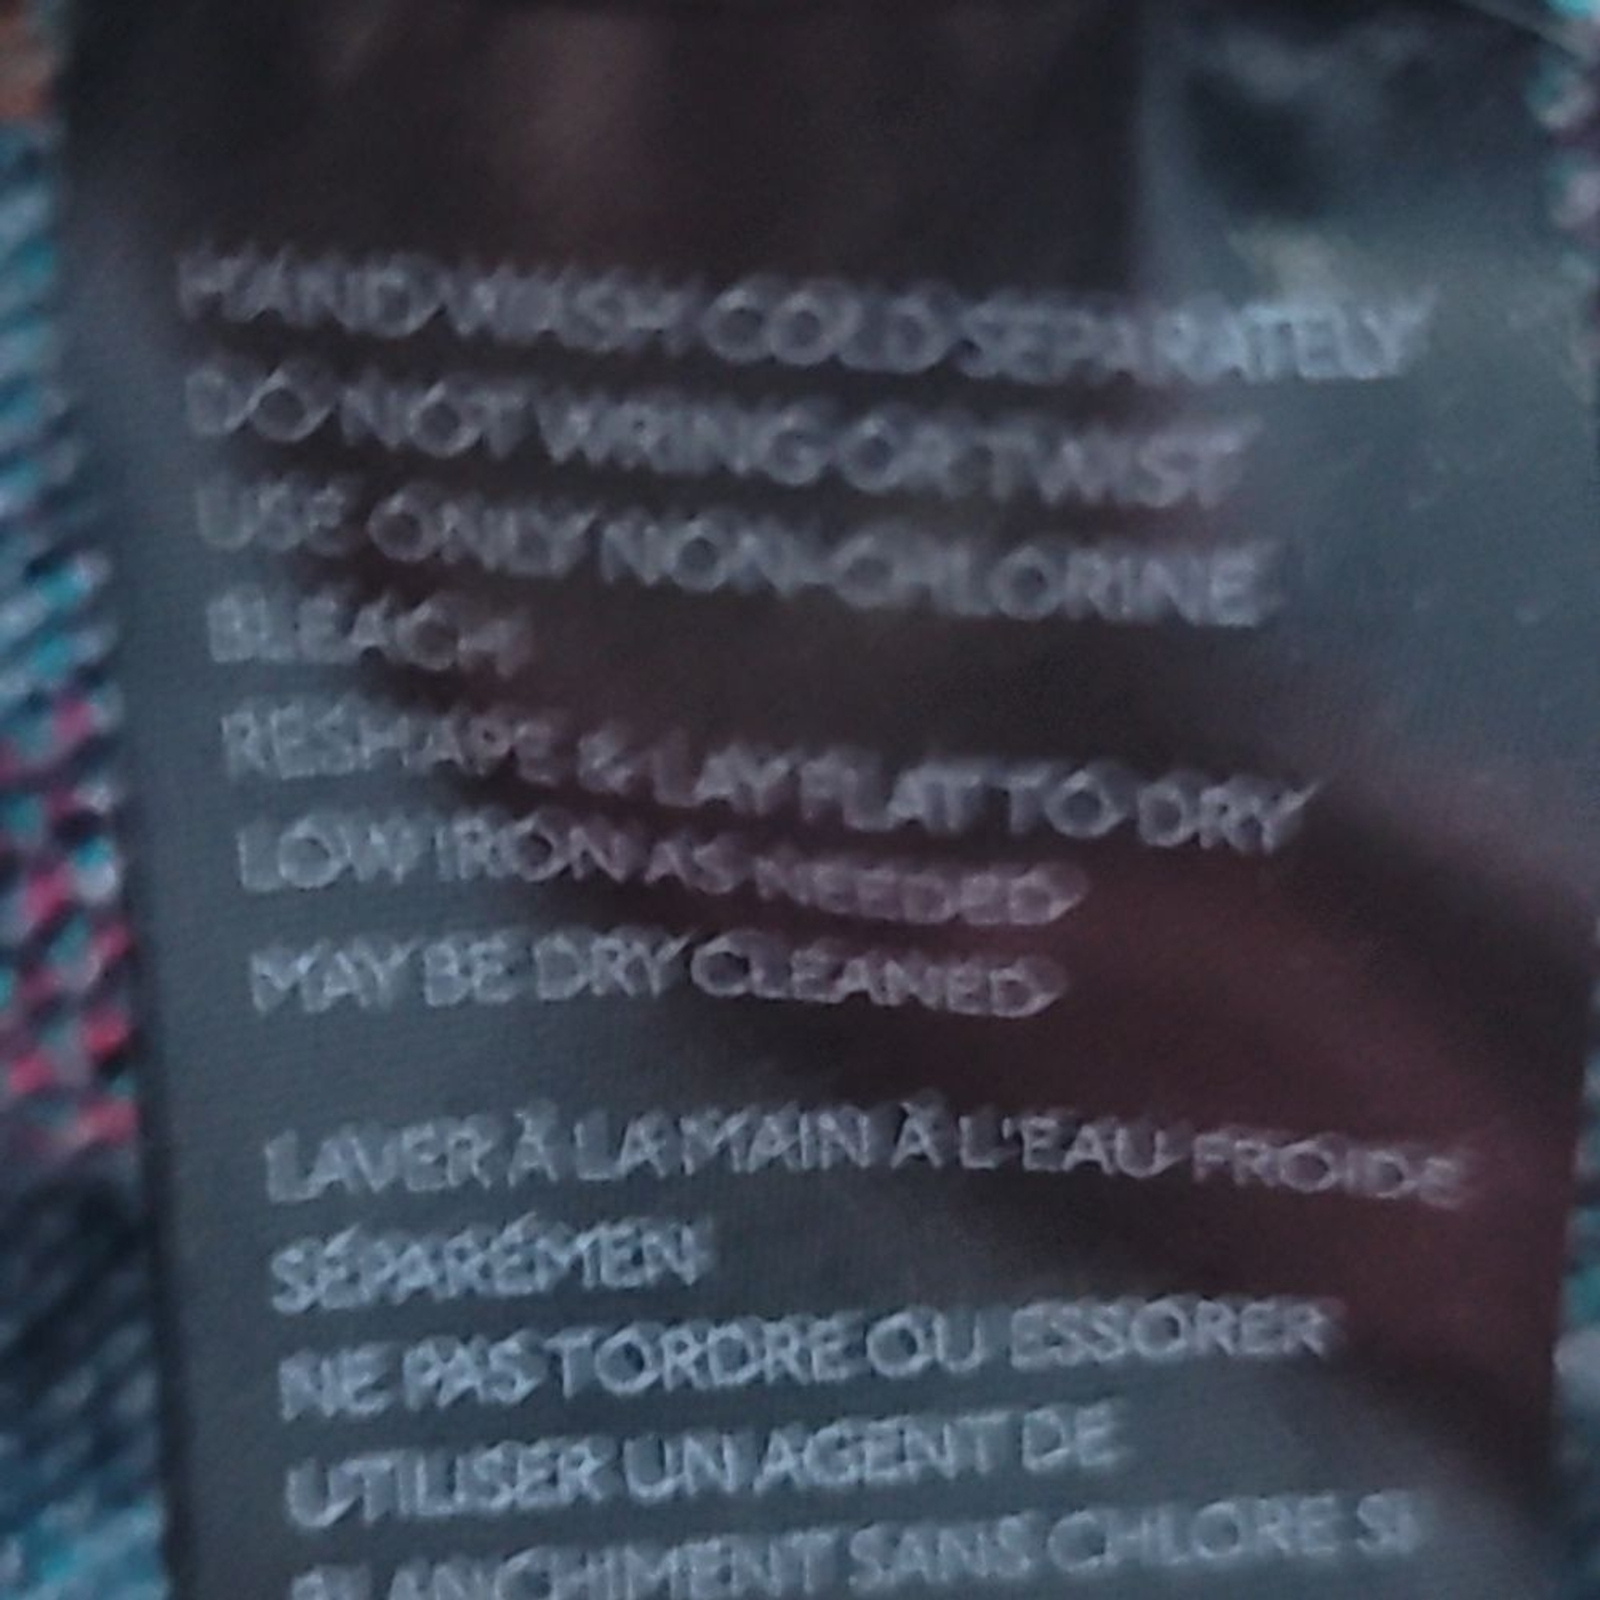 HAND WASH COLD SEPARATELY
DO NOT WRING OR TWIST
USE ONLY NON-CHLORINE
BLEACH
RESHAPE & LAY FLAT TO DRY
LOW IRON AS NEEDED
MAY BE DRY CLEANED
LAVER À LA MAIN À L'EAU FROIDE
SÉPARÉMEN
NE PAS TORDRE OU ESSORER
UTILISER UN AGENT DE
BLANCHIMENT SANS CHLORE SI